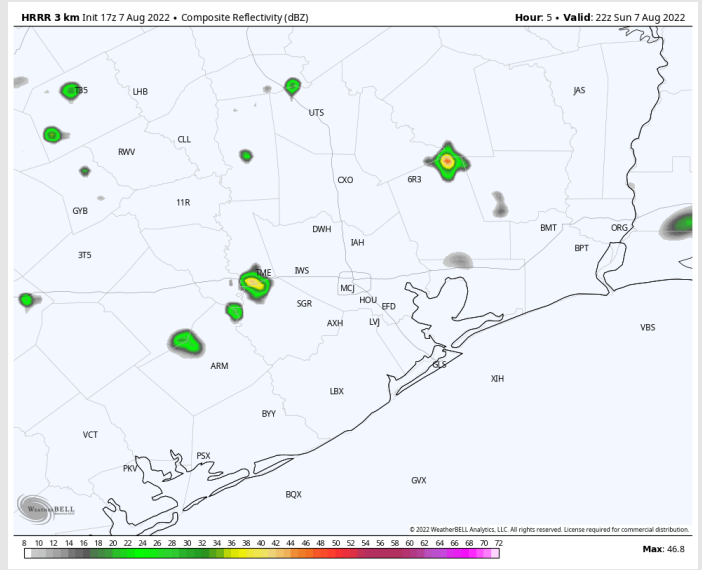 HRRR 3 km Init 17z 7 Aug 2022 • Composite Reflectivity (dBZ) Hour: 5 • Valid: 22z Sun 7 Aug 2022
T35 LHB JAS
UTS
CLL
RWV
CXO 6R3
11R
GYB
DWH BMT ORG
IAH BPT
3T5
TME IWS
MCJ
SGR HOU EFD
AXH LVJ VBS
ARM GLS
XIH
LBX
BYY
VCT
PSX
PKV
GVX
BQX
WEATHERBELL
© 2022 WeatherBELL Analytics, LLC. All rights reserved. License required for commercial distribution.
8 10 12 14 16 18 20 22 24 26 28 30 32 34 36 38 40 42 44 46 48 50 52 53 54 55 56 58 60 62 64 66 68 70 72
Max: 46.8